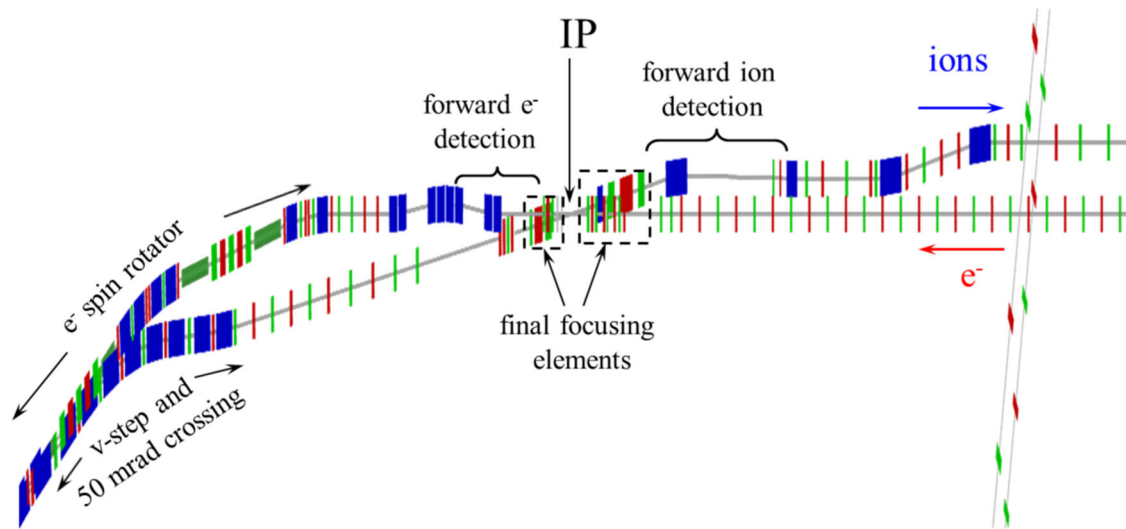 IP
forward ion
detection
ions
forward e-
detection
e- spin rotator
e-
final focusing
elements
v-step and
50 mrad crossing